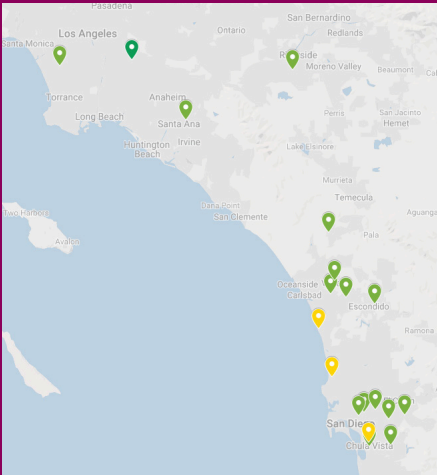 Pasadena
San Bernardino
Los Angeles
Ontario
Redlands
Santa Monica
Moreno Valley
Beaumont
Torrance
Anaheim
Long Beach
Santa Ana
Perris
San Jacinto
Hemet
Huntington
Beach
Irvine
Lake Elsinore
Murrieta
Temecula
Dana Point
San Clemente
Two Harbors
Aguanga
Pala
Avalon
Oceanside
Carlsbad
Escondido
Ramona
San Diego
Chula Vista